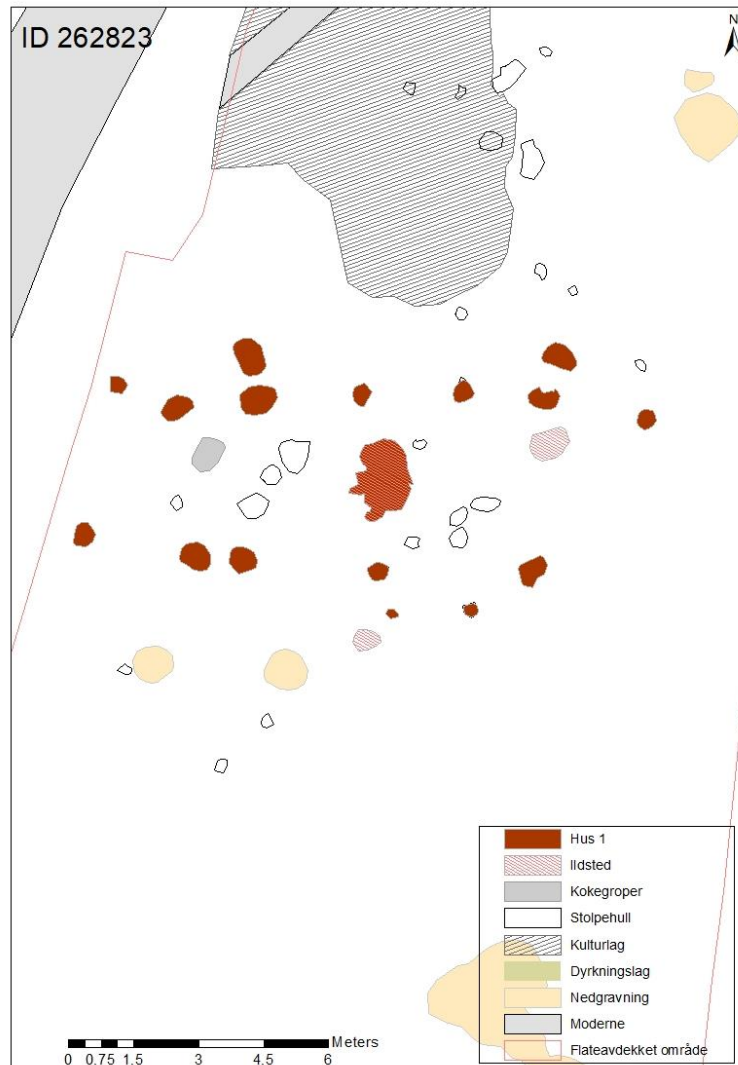 ID 262823
N
Hus 1
Ildsted
Kokegroper
Stolpehull
Kulturlag
Dyrkningslag
Nedgravning
Moderne
Flateavdekket område
Meters
0 0.75 1.5 3 4.5 6